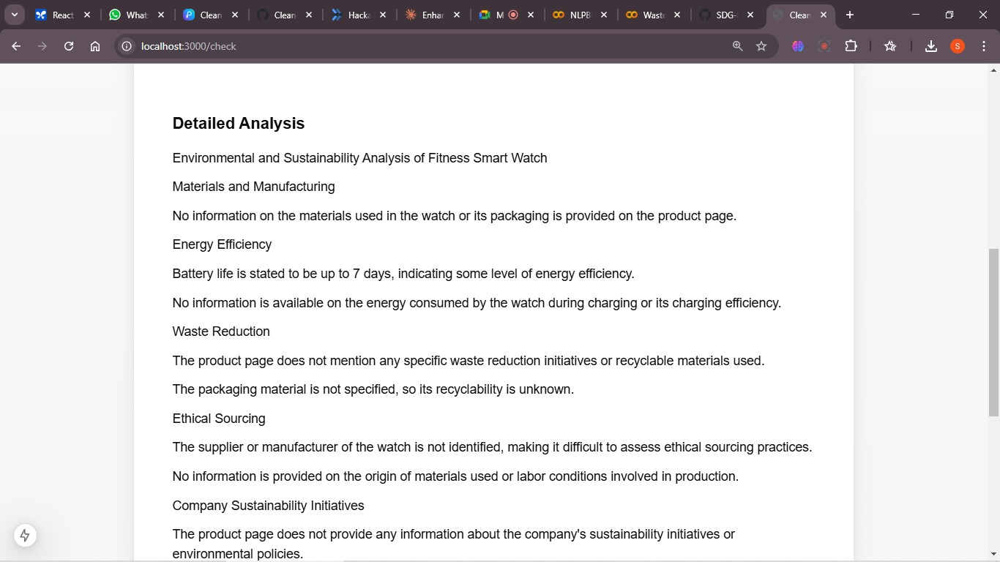 React
What
Clean
Clean
Hacka
Enhar
M
NLPB
Wast
SDG-
Clean
localhost:3000/check
S
Detailed Analysis
Environmental and Sustainability Analysis of Fitness Smart Watch
Materials and Manufacturing
No information on the materials used in the watch or its packaging is provided on the product page.
Energy Efficiency
Battery life is stated to be up to 7 days, indicating some level of energy efficiency.
No information is available on the energy consumed by the watch during charging or its charging efficiency.
Waste Reduction
The product page does not mention any specific waste reduction initiatives or recyclable materials used.
The packaging material is not specified, so its recyclability is unknown.
Ethical Sourcing
The supplier or manufacturer of the watch is not identified, making it difficult to assess ethical sourcing practices.
No information is provided on the origin of materials used or labor conditions involved in production.
Company Sustainability Initiatives
The product page does not provide any information about the company's sustainability initiatives or
environmental policies.